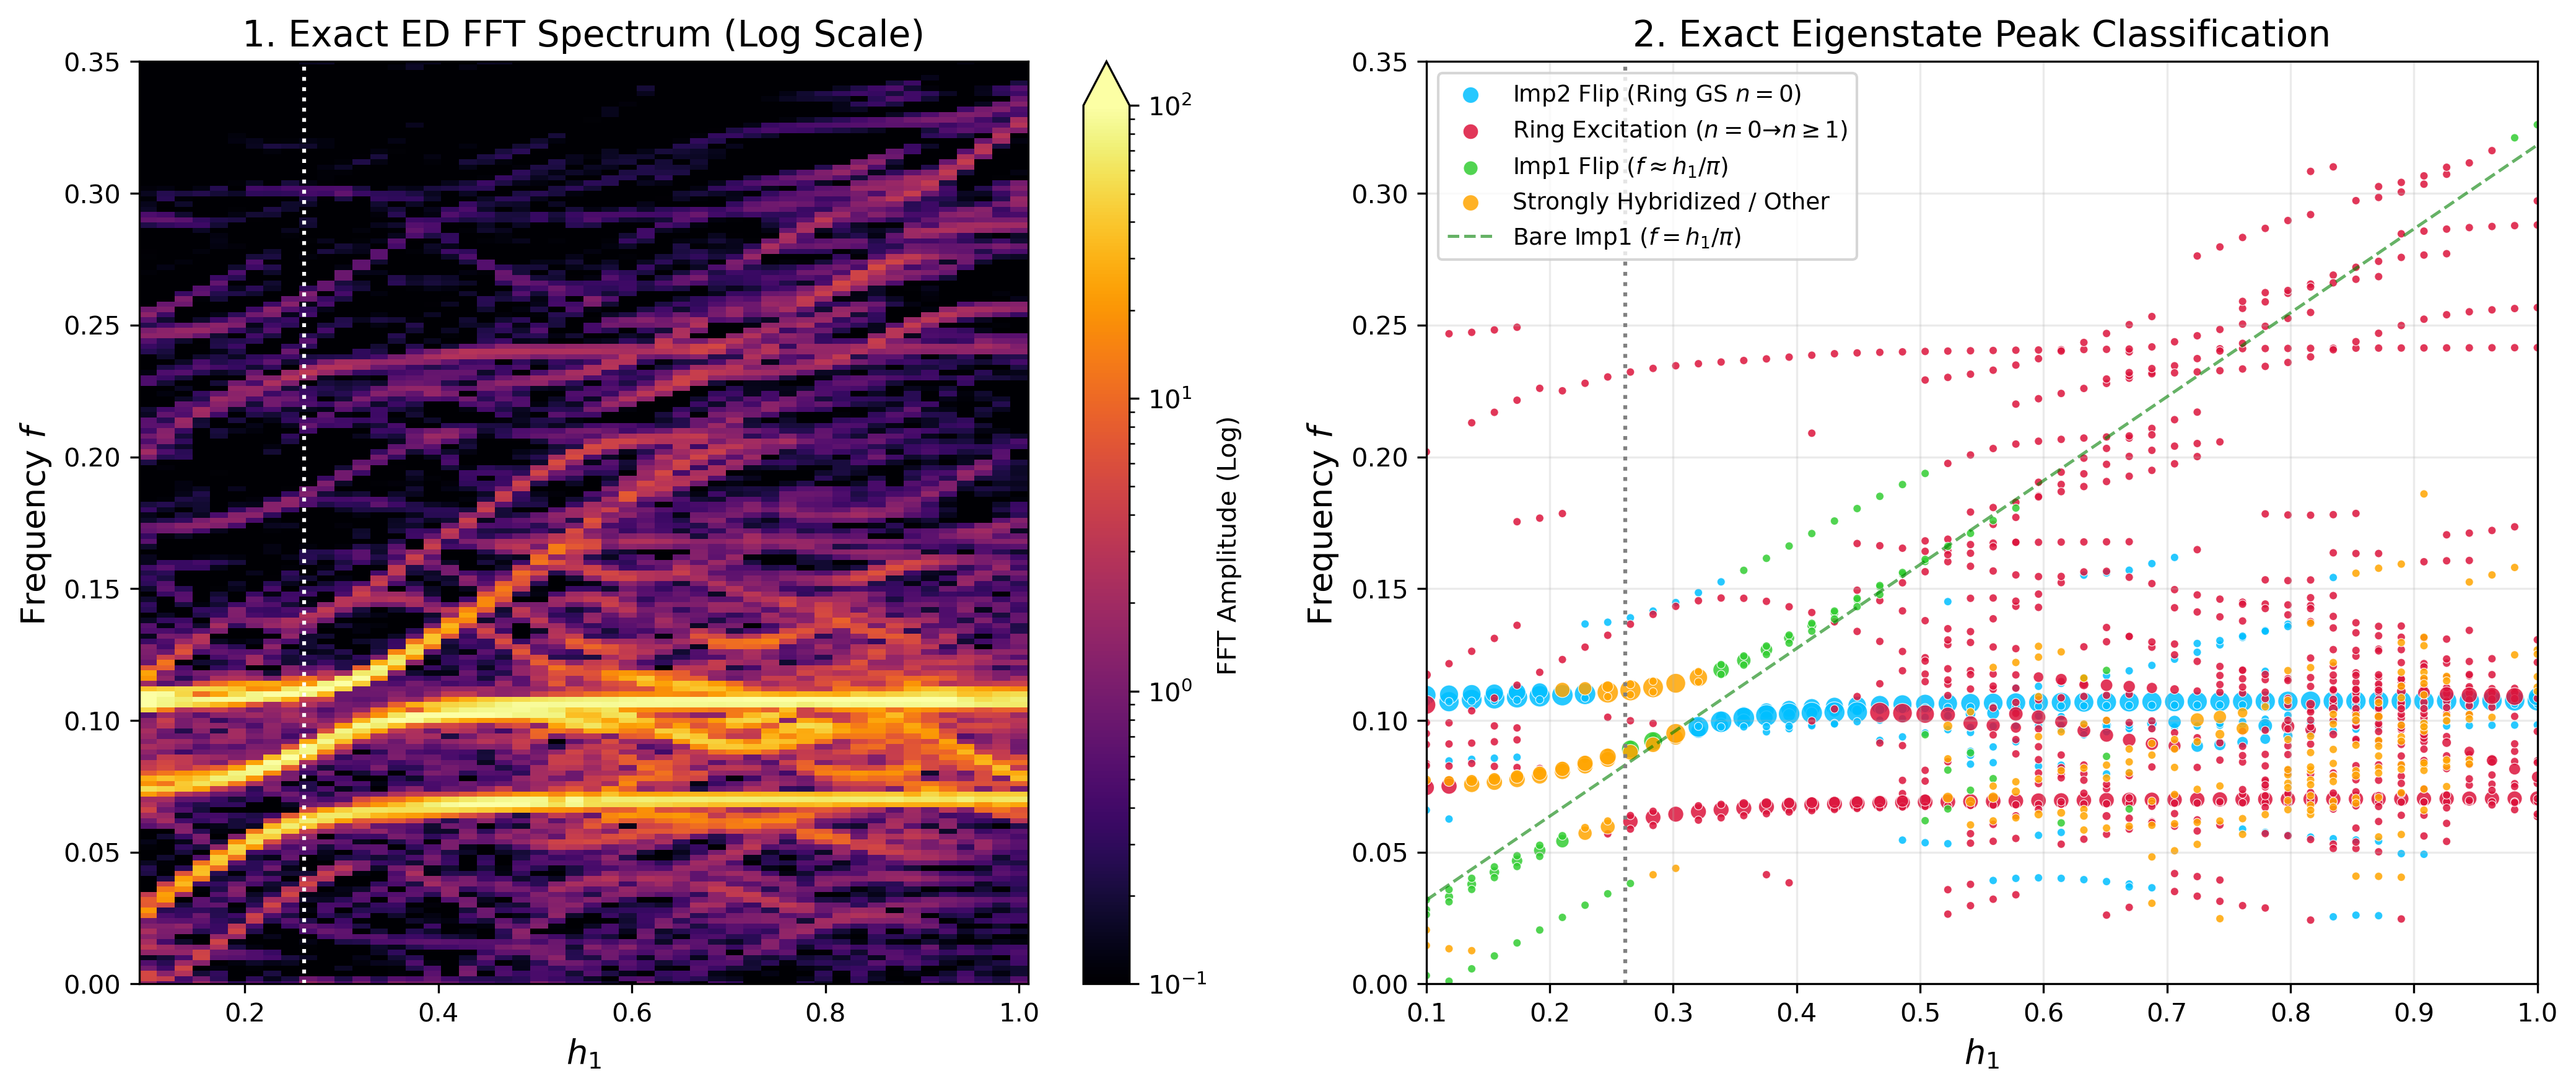 1. Exact ED FFT Spectrum (Log Scale)
0.35
0.30
0.25
0.20
0.15
0.10
0.05
0.00
Frequency f
0.2
0.4
0.6
0.8
1.0
h₁
10²
10¹
10⁰
10⁻¹
FFT Amplitude (Log)
2. Exact Eigenstate Peak Classification
Imp2 Flip (Ring GS n = 0)
Ring Excitation (n = 0→n ≥ 1)
Imp1 Flip (f ≈ h₁/π)
Strongly Hybridized / Other
Bare Imp1 (f = h₁/π)
0.35
0.30
0.25
0.20
0.15
0.10
0.05
0.00
Frequency f
0.1
0.2
0.3
0.4
0.5
0.6
0.7
0.8
0.9
1.0
h₁